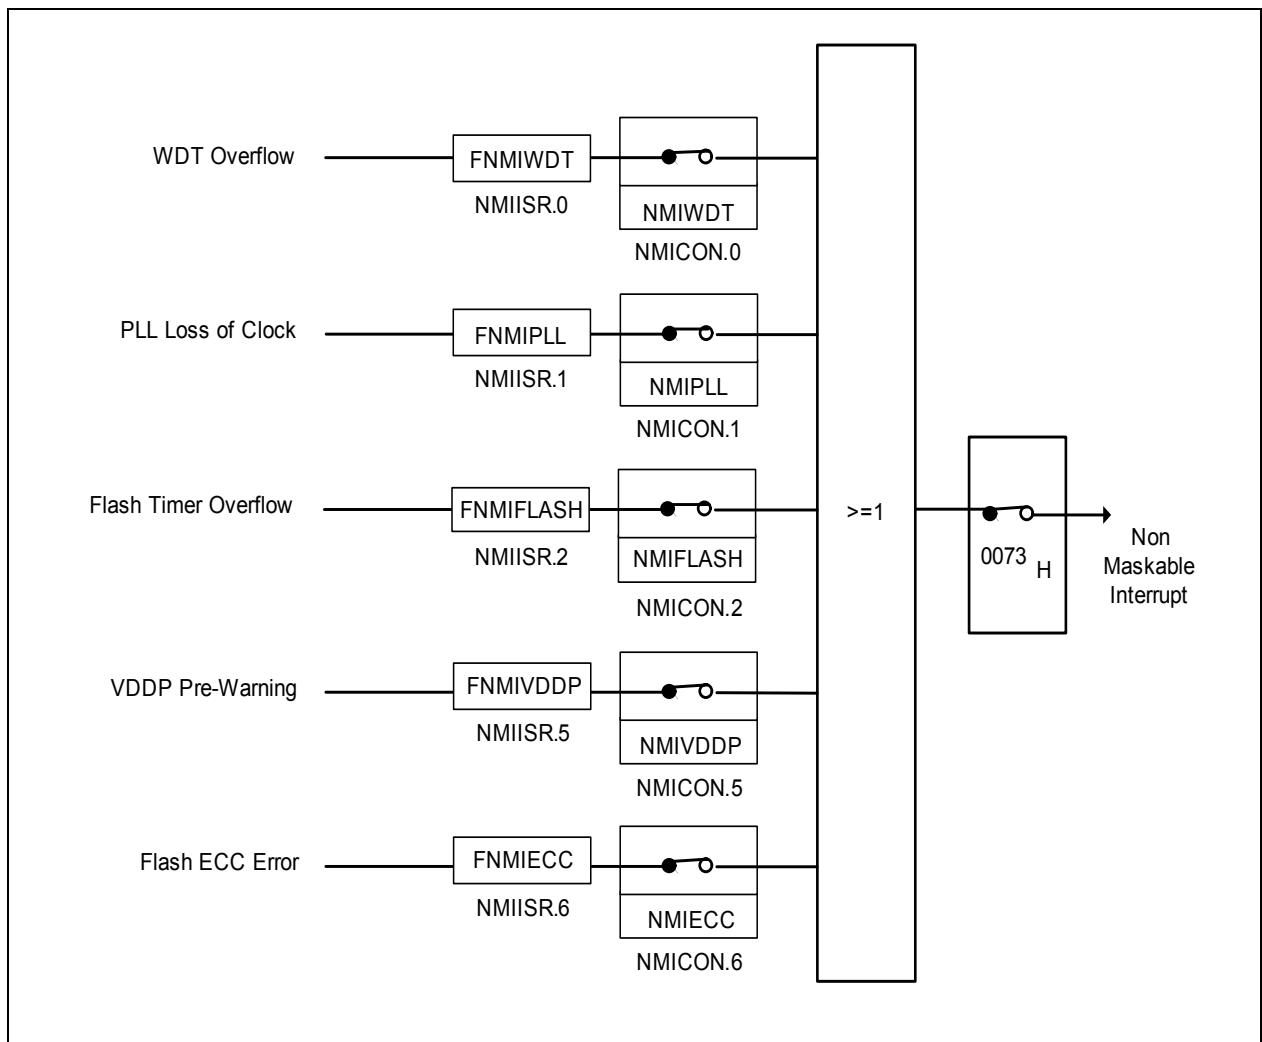 WDT Overflow
FNMIWDT
NMIISR.0
NMIWDT
NMICON.0
PLL Loss of Clock
FNMIPLL
NMIISR.1
NMIPLL
NMICON.1
Flash Timer Overflow
FNMIFLASH
NMIISR.2
NMIFLASH
NMICON.2
VDDP Pre-Warning
FNMIVDDP
NMIISR.5
NMIVDDP
NMICON.5
Flash ECC Error
FNMIECC
NMIISR.6
NMIECC
NMICON.6
>=1
0073 H
Non
Maskable
Interrupt